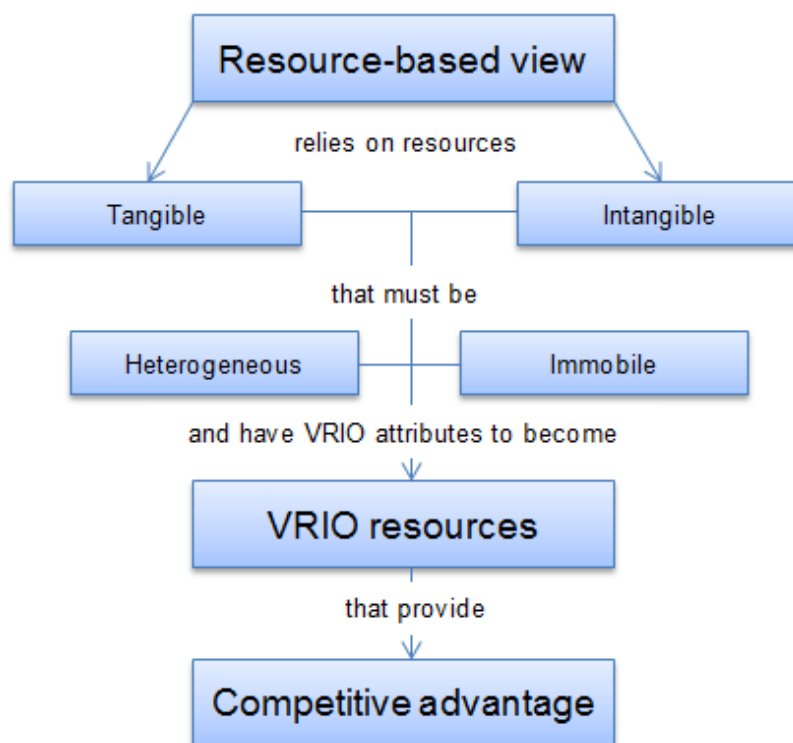 Resource-based view
relies on resources
Tangible
Intangible
that must be
Heterogeneous
Immobile
and have VRIO attributes to become
VRIO resources
that provide
Competitive advantage